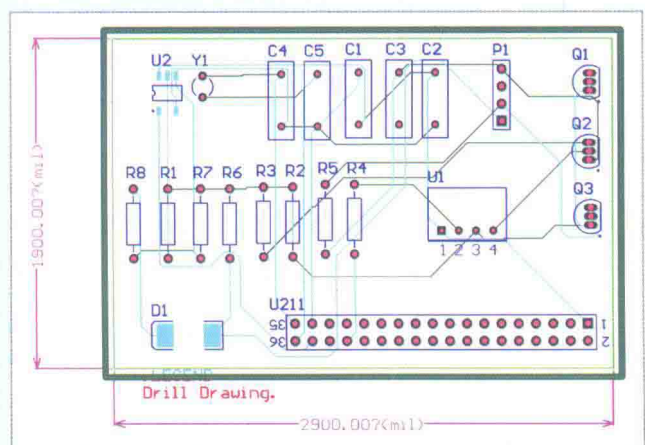 U2 Y1 C4 C5 C1 C3 C2 P1 Q1
Q2
R8 R1 R7 R6 R3 R2 R5 R4 U1
Q3
1 2 3 4
D1 U211
35 1
36 2
.LEGEND
Drill Drawing.
1900.007(mil)
2900.007(mil)